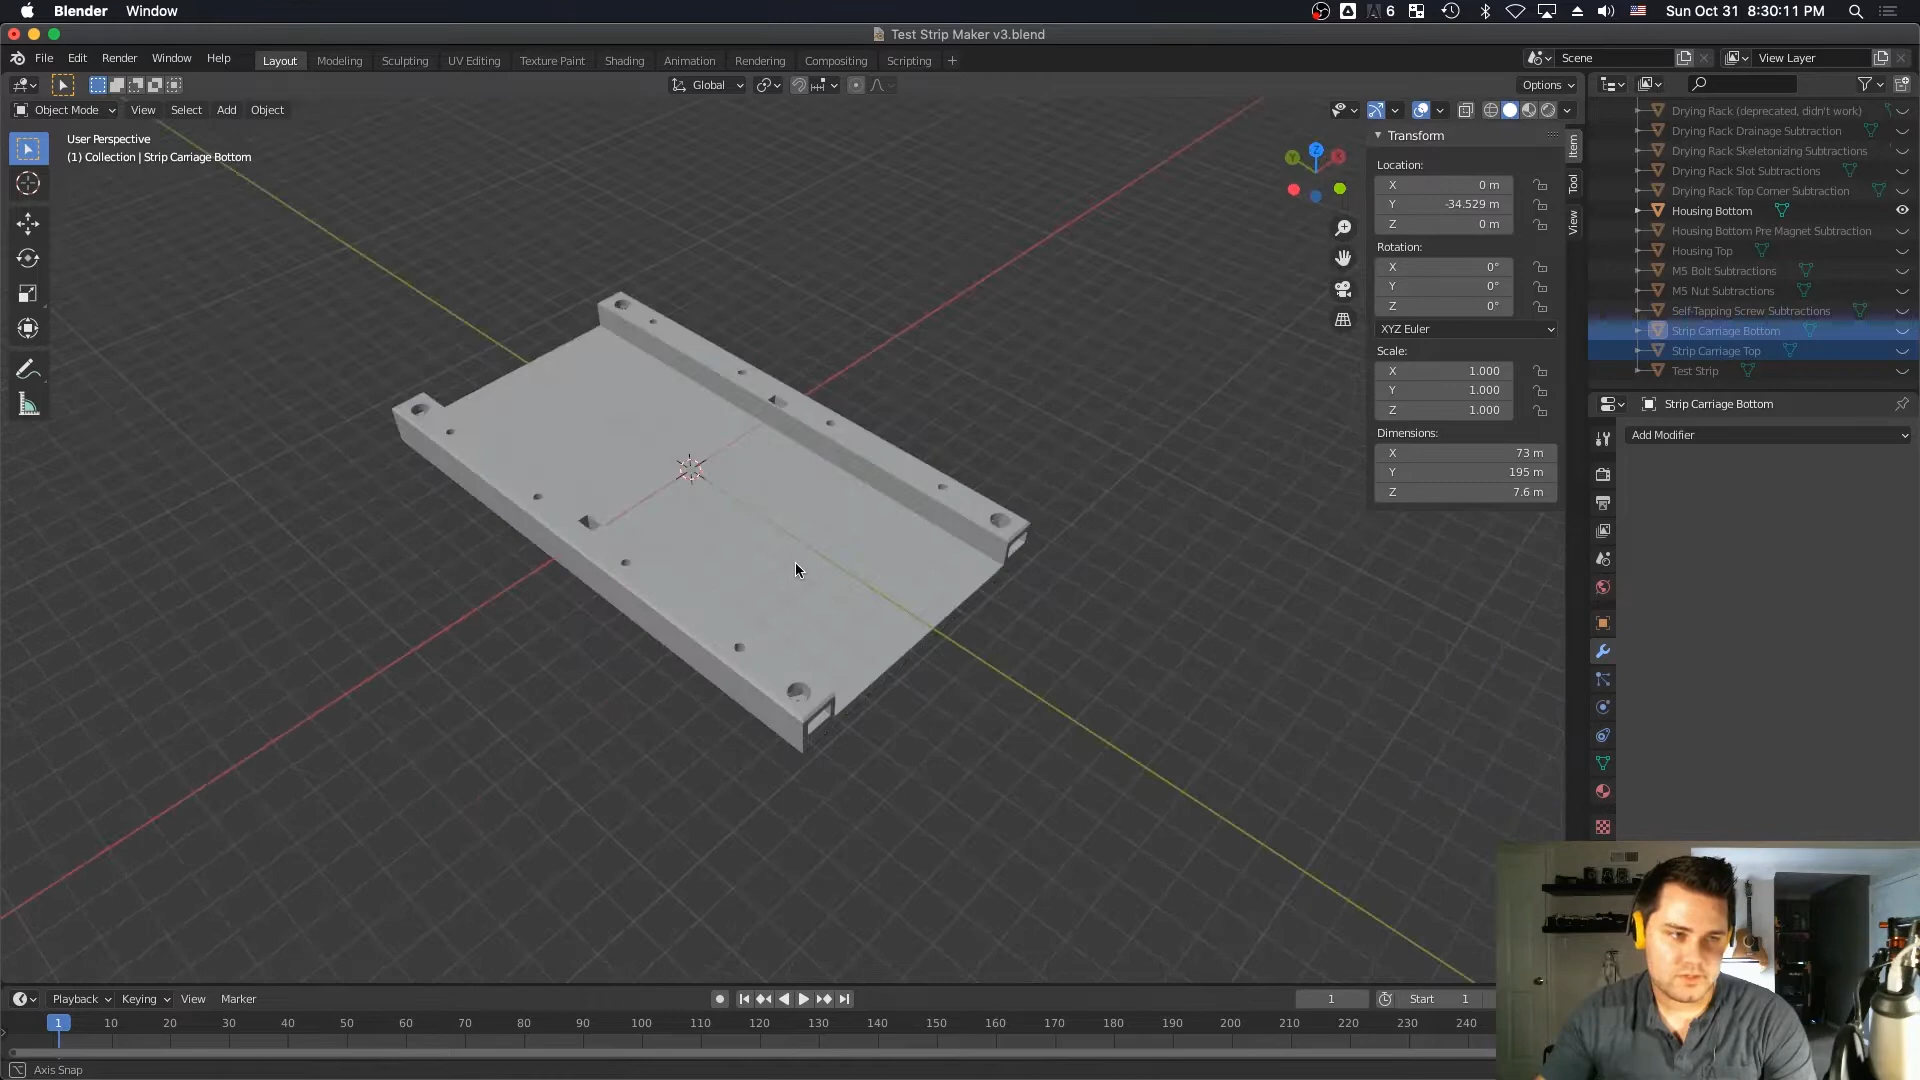 Blender Window
6
Sun Oct 31 8:30:11 PM
Test Strip Maker v3.blend
File Edit Render Window Help
Layout Modeling Sculpting UV Editing Texture Paint Shading Animation Rendering Compositing Scripting +
Scene
View Layer
Global
Options
Object Mode View Select Add Object
User Perspective
(1) Collection | Strip Carriage Bottom
Z
Y
X
Transform
Location:
X 0 m
Y -34.529 m
Z 0 m
Rotation:
X 0°
Y 0°
Z 0°
XYZ Euler
Scale:
X 1.000
Y 1.000
Z 1.000
Dimensions:
X 73 m
Y 195 m
Z 7.6 m
Item
Tool
View
Drying Rack (deprecated, didn't work)
Drying Rack Drainage Subtraction
Drying Rack Skeletonizing Subtractions
Drying Rack Slot Subtractions
Drying Rack Top Corner Subtraction
Housing Bottom
Housing Bottom Pre Magnet Subtraction
Housing Top
M5 Bolt Subtractions
M5 Nut Subtractions
Self-Tapping Screw Subtractions
Strip Carriage Bottom
Strip Carriage Top
Test Strip
Strip Carriage Bottom
Add Modifier
Playback Keying View Marker
1
Start 1
1 10 20 30 40 50 60 70 80 90 100 110 120 130 140 150 160 170 180 190 200 210 220 230 240
Axis Snap